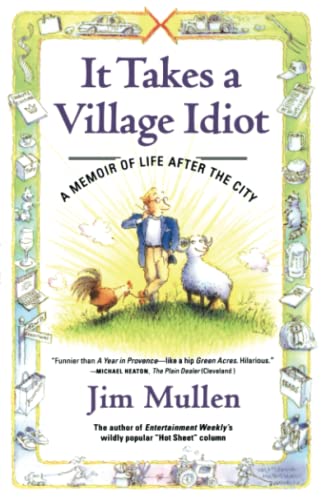 It Takes a
Village Idiot
A MEMOIR OF LIFE AFTER THE CITY
"Funnier than A Year in Provence—like a hip Green Acres. Hilarious."
—MICHAEL HEATON, The Plain Dealer (Cleveland)
Jim Mullen
The author of Entertainment Weekly's
wildly popular "Hot Sheet" column